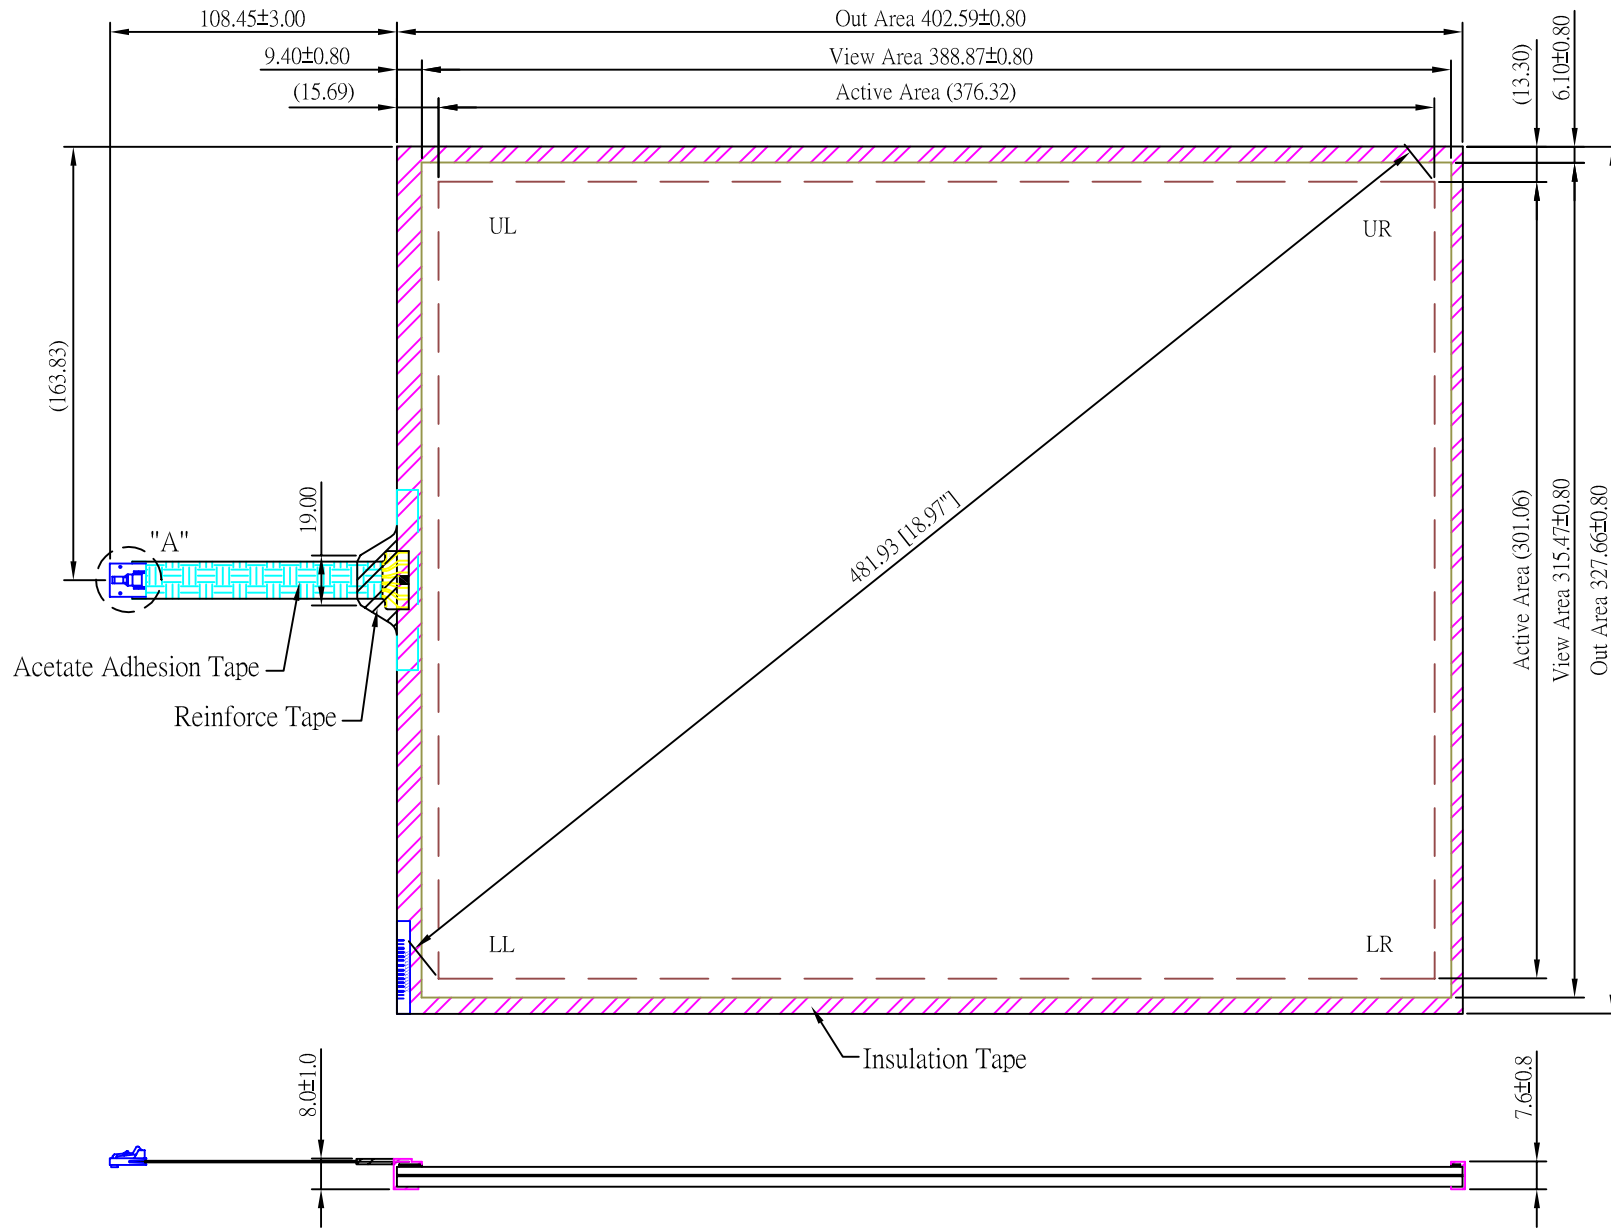 108.45±3.00
Out Area 402.59±0.80
9.40±0.80
View Area 388.87±0.80
(15.69)
Active Area (376.32)
(13.30)
6.10±0.80
UL
UR
(163.83)
19.00
"A"
481.93 [18.97"]
Active Area (301.06)
View Area 315.47±0.80
Out Area 327.66±0.80
Acetate Adhesion Tape
Reinforce Tape
LL
LR
Insulation Tape
8.0±1.0
7.6±0.8